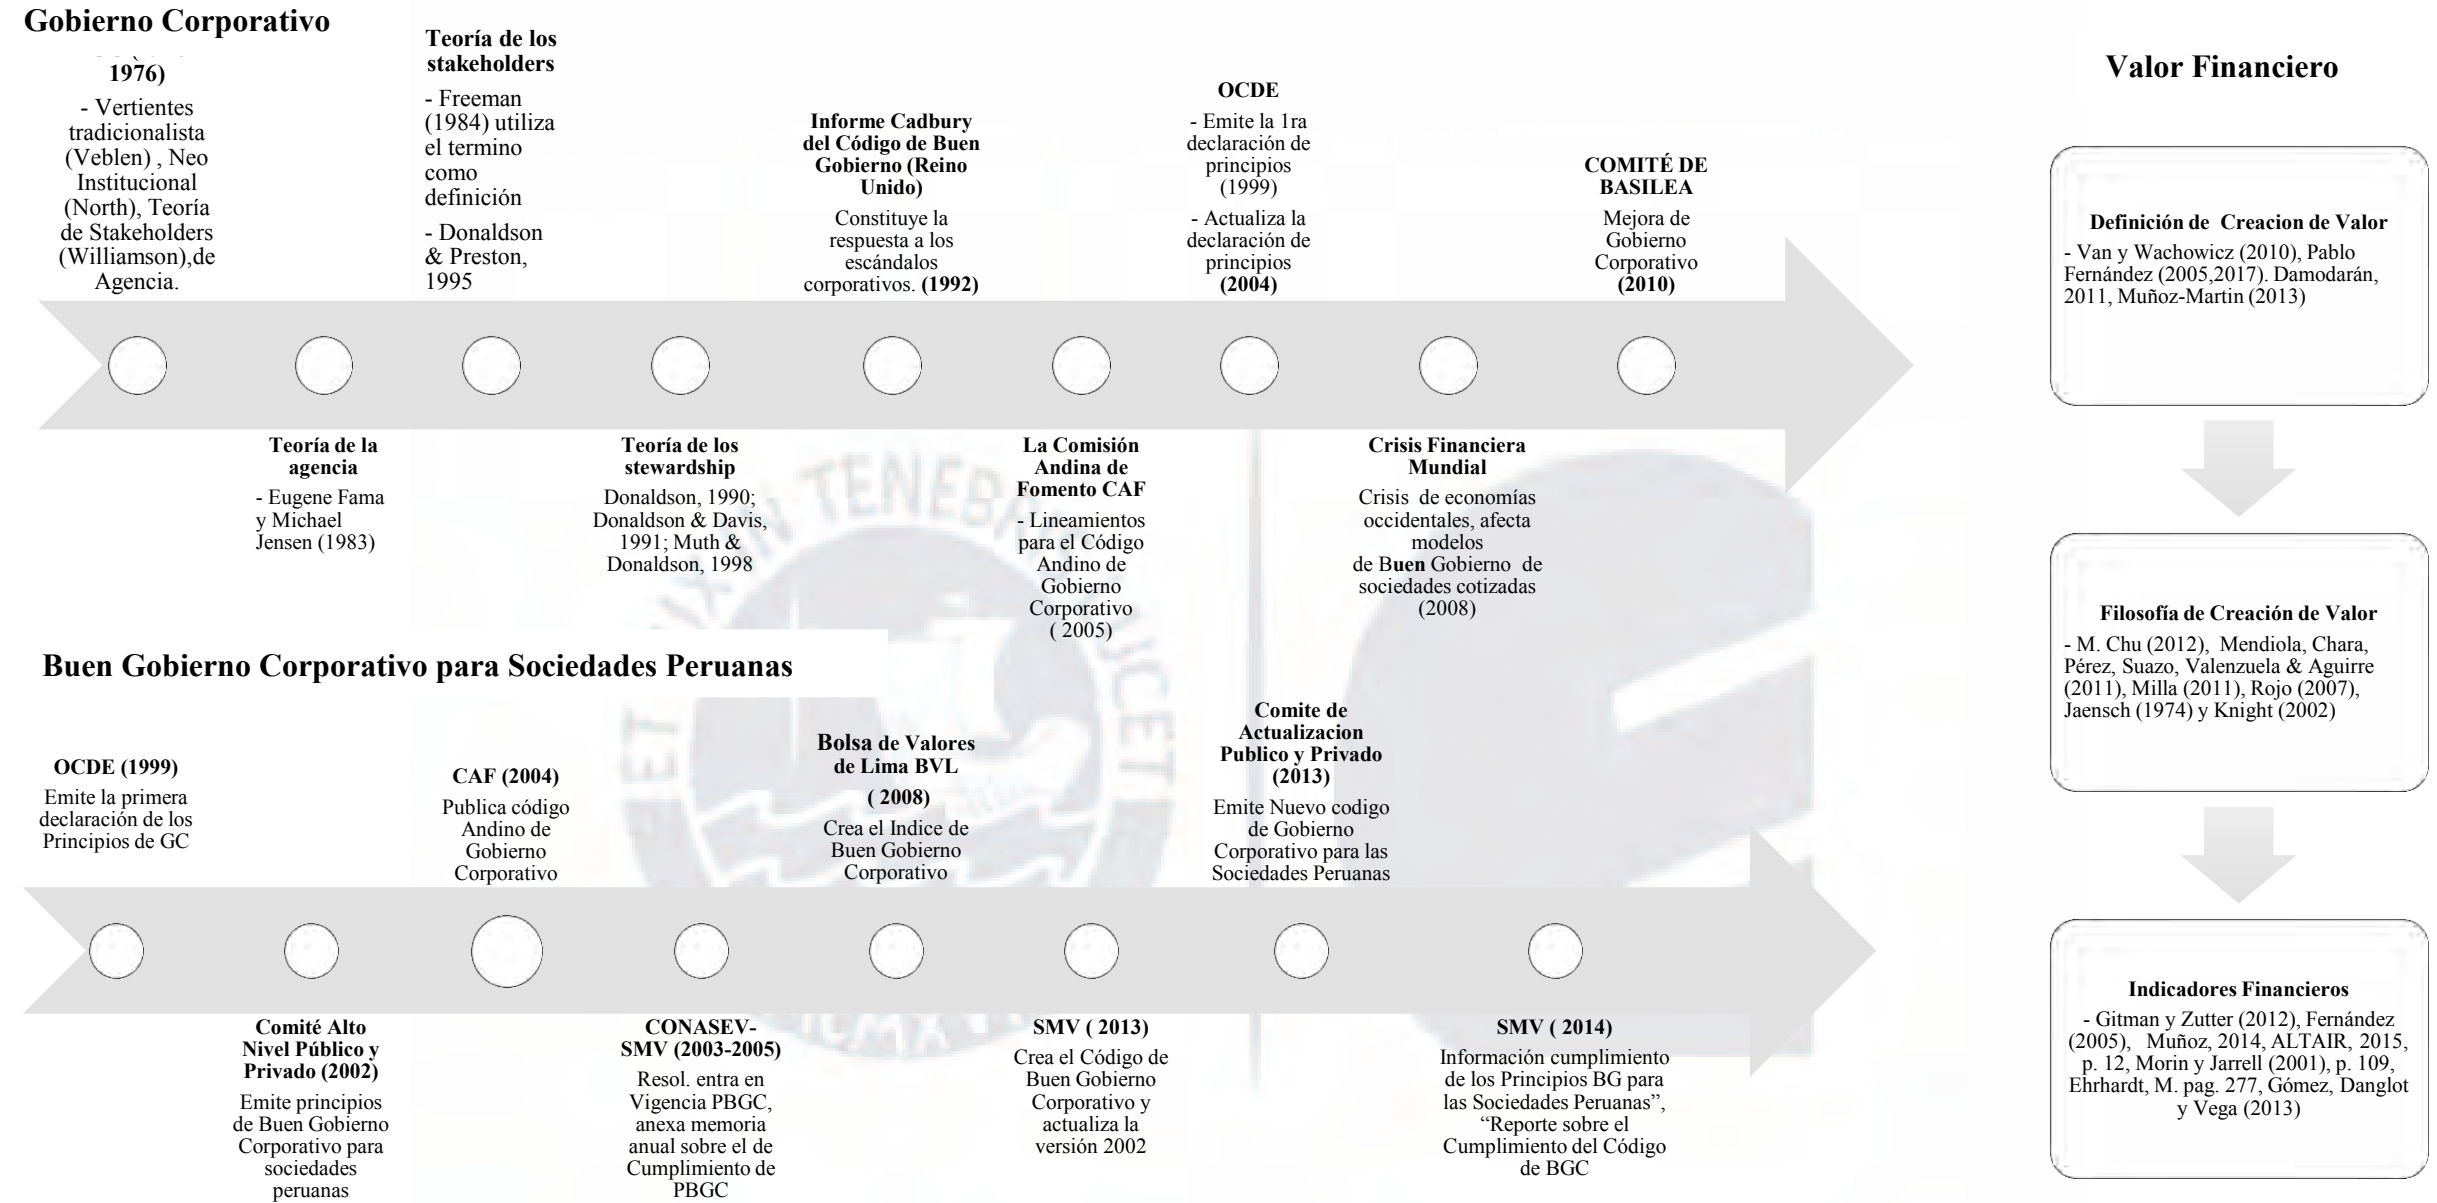 Gobierno Corporativo
1976)
- Vertientes
tradicionalista
(Veblen) , Neo
Institucional
(North), Teoría
de Stakeholders
(Williamson),de
Agencia.
Teoría de los
stakeholders
- Freeman
(1984) utiliza
el termino
como
definición
- Donaldson
& Preston,
1995
Informe Cadbury
del Código de Buen
Gobierno (Reino
Unido)
Constituye la
respuesta a los
escándalos
corporativos. (1992)
OCDE
- Emite la 1ra
declaración de
principios
(1999)
- Actualiza la
declaración de
principios
(2004)
COMITÉ DE
BASILEA
Mejora de
Gobierno
Corporativo
(2010)
Teoría de la
agencia
- Eugene Fama
y Michael
Jensen (1983)
Teoría de los
stewardship
Donaldson, 1990;
Donaldson & Davis,
1991; Muth &
Donaldson, 1998
La Comisión
Andina de
Fomento CAF
- Lineamientos
para el Código
Andino de
Gobierno
Corporativo
( 2005)
Crisis Financiera
Mundial
Crisis de economías
occidentales, afecta
modelos
de Buen Gobierno de
sociedades cotizadas
(2008)
Buen Gobierno Corporativo para Sociedades Peruanas
OCDE (1999)
Emite la primera
declaración de los
Principios de GC
CAF (2004)
Publica código
Andino de
Gobierno
Corporativo
Bolsa de Valores
de Lima BVL
( 2008)
Crea el Indice de
Buen Gobierno
Corporativo
Comite de
Actualizacion
Publico y Privado
(2013)
Emite Nuevo codigo
de Gobierno
Corporativo para las
Sociedades Peruanas
Comité Alto
Nivel Público y
Privado (2002)
Emite principios
de Buen Gobierno
Corporativo para
sociedades
peruanas
CONASEV-
SMV (2003-2005)
Resol. entra en
Vigencia PBGC,
anexa memoria
anual sobre el de
Cumplimiento de
PBGC
SMV ( 2013)
Crea el Código de
Buen Gobierno
Corporativo y
actualiza la
versión 2002
SMV ( 2014)
Información cumplimiento
de los Principios BG para
las Sociedades Peruanas”,
“Reporte sobre el
Cumplimiento del Código
de BGC
Valor Financiero
Definición de Creacion de Valor
- Van y Wachowicz (2010), Pablo
Fernández (2005,2017). Damodarán,
2011, Muñoz-Martin (2013)
Filosofía de Creación de Valor
- M. Chu (2012), Mendiola, Chara,
Pérez, Suazo, Valenzuela & Aguirre
(2011), Milla (2011), Rojo (2007),
Jaensch (1974) y Knight (2002)
Indicadores Financieros
- Gitman y Zutter (2012), Fernández
(2005), Muñoz, 2014, ALTAIR, 2015,
p. 12, Morin y Jarrell (2001), p. 109,
Ehrhardt, M. pag. 277, Gómez, Danglot
y Vega (2013)
ET
IN TENEB
LUCET